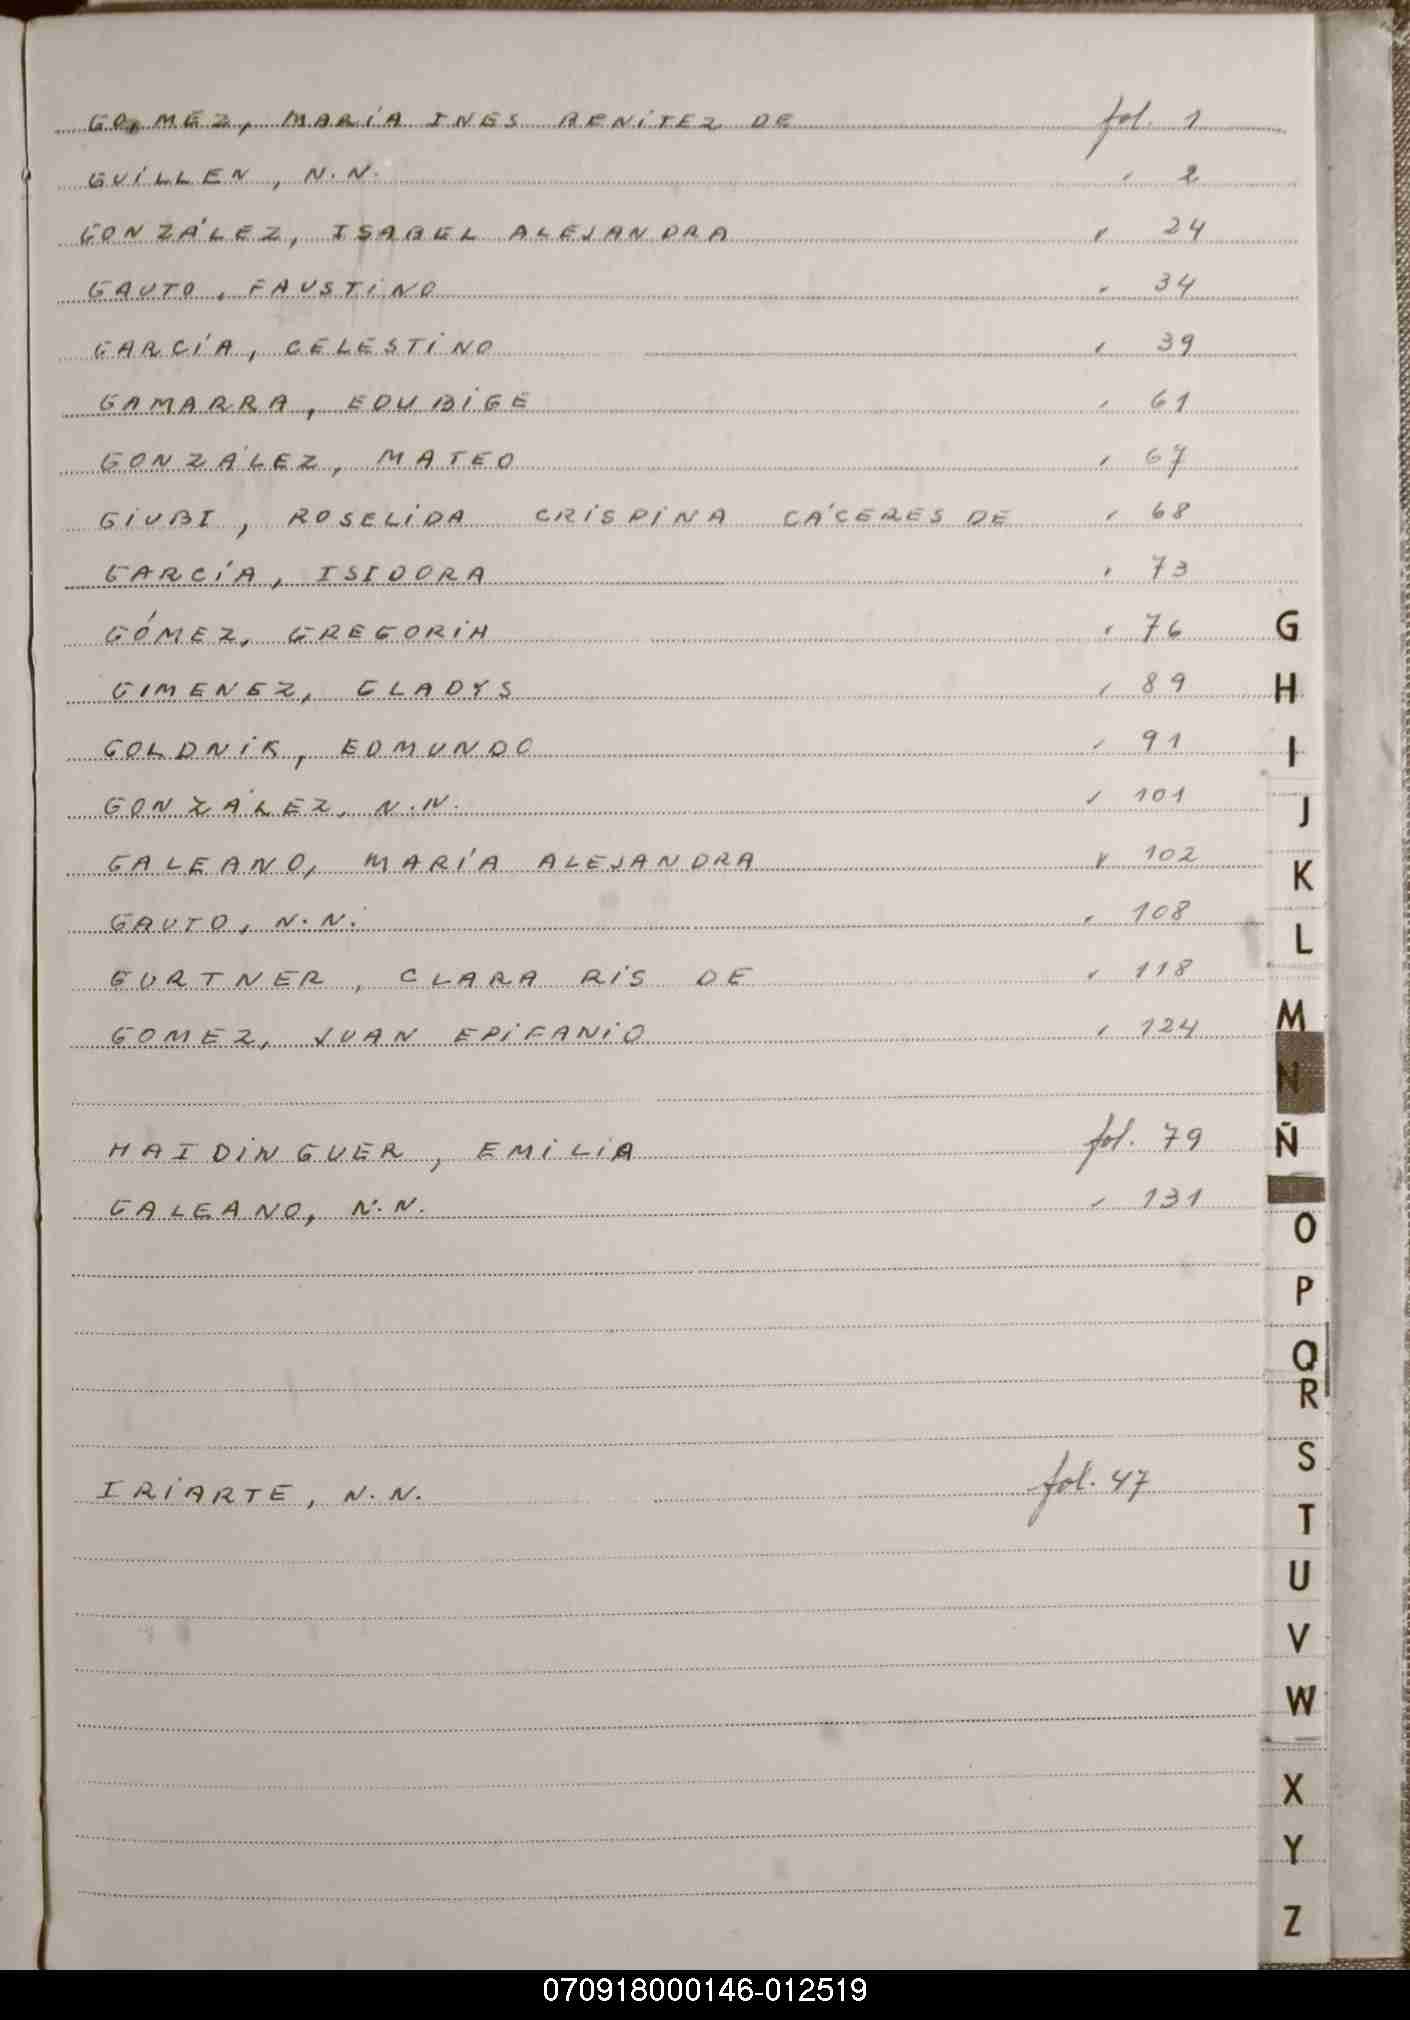 GOMEZ, MARÍA INES BENÍTEZ DE fol. 1
GUILLEN, N.N. " 2
GONZÁLEZ, ISABEL ALEJANDRA " 24
GAUTO, FAUSTINO " 34
GARCÍA, CELESTINO " 39
GAMARRA, EDUBIGE " 61
GONZÁLEZ, MATEO " 67
GIUBI, ROSELIDA CRISPINA CÁCERES DE " 68
GARCÍA, ISIDORA " 73
GÓMEZ, GREGORIA " 76
GIMENEZ, GLADYS " 89
GOLDNIK, EDMUNDO " 91
GONZÁLEZ, N.N. " 101
GALEANO, MARÍA ALEJANDRA " 102
GAUTO, N.N. " 108
GURTNER, CLARA RIS DE " 118
GOMEZ, JUAN EPIFANIO " 124
HAIDINGUER, EMILIA fol. 79
GALEANO, N.N. " 131
IRIARTE, N.N. fol. 47
G
H
I
J
K
L
M
N
Ñ
O
P
Q
R
S
T
U
V
W
X
Y
Z
070918000146-012519